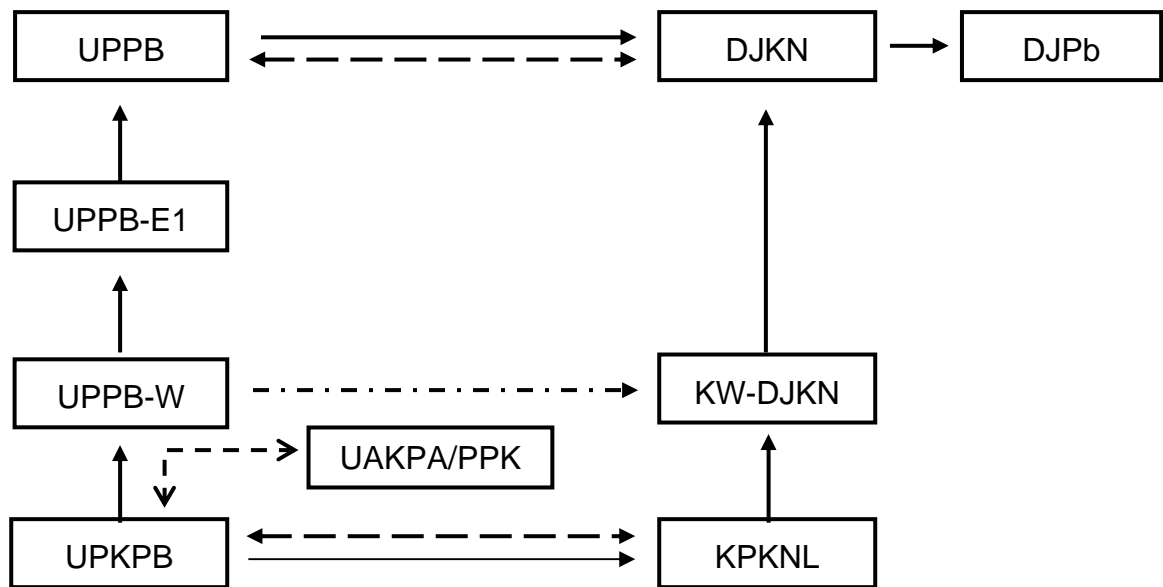 UPPB
DJKN
DJPb
UPPB-E1
UPPB-W
KW-DJKN
UAKPA/PPK
UPKPB
KPKNL